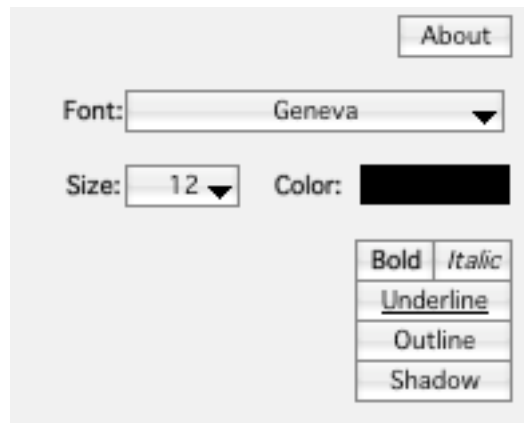 About
Font: Geneva
Size: 12 Color:
Bold Italic
Underline
Outline
Shadow